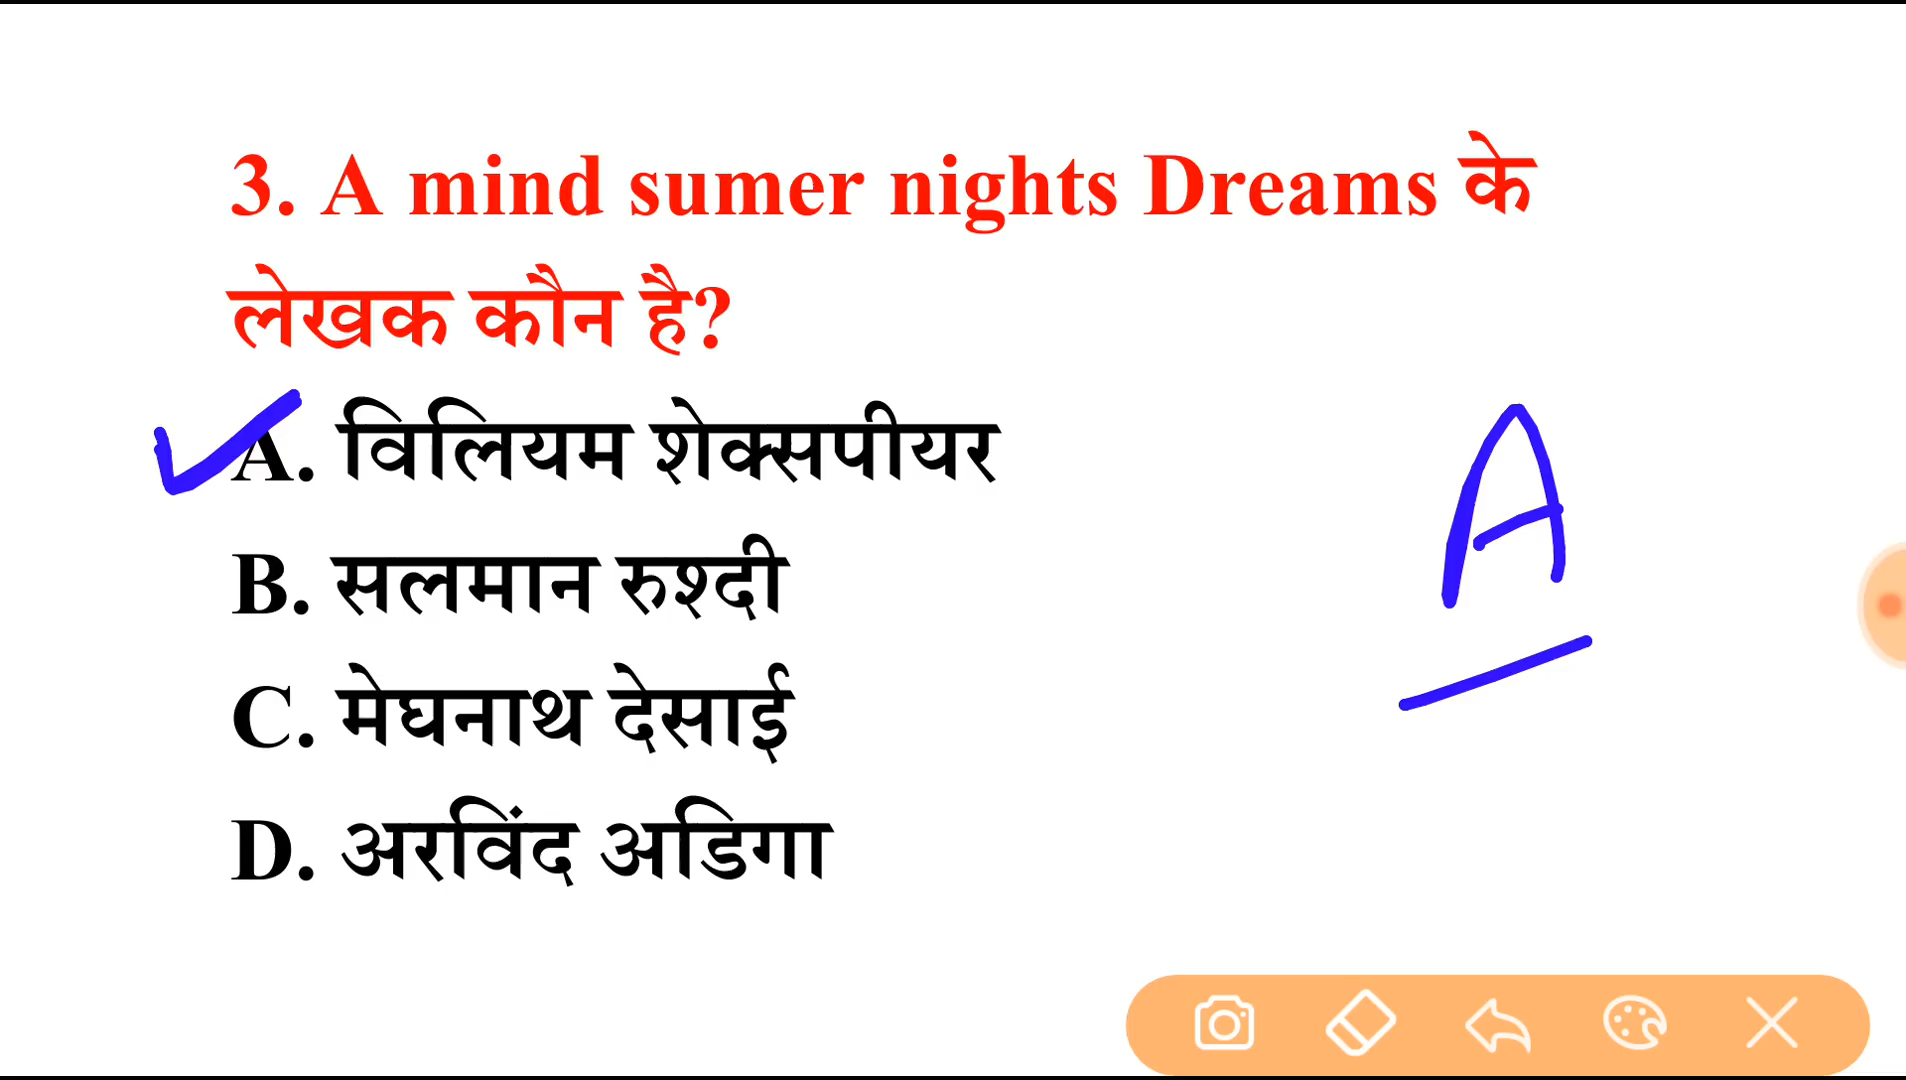 3. A mind sumer nights Dreams के
लेखक कौन है?
A. विलियम शेक्सपीयर
B. सलमान रुश्दी
C. मेघनाथ देसाई
D. अरविंद अडिगा
A